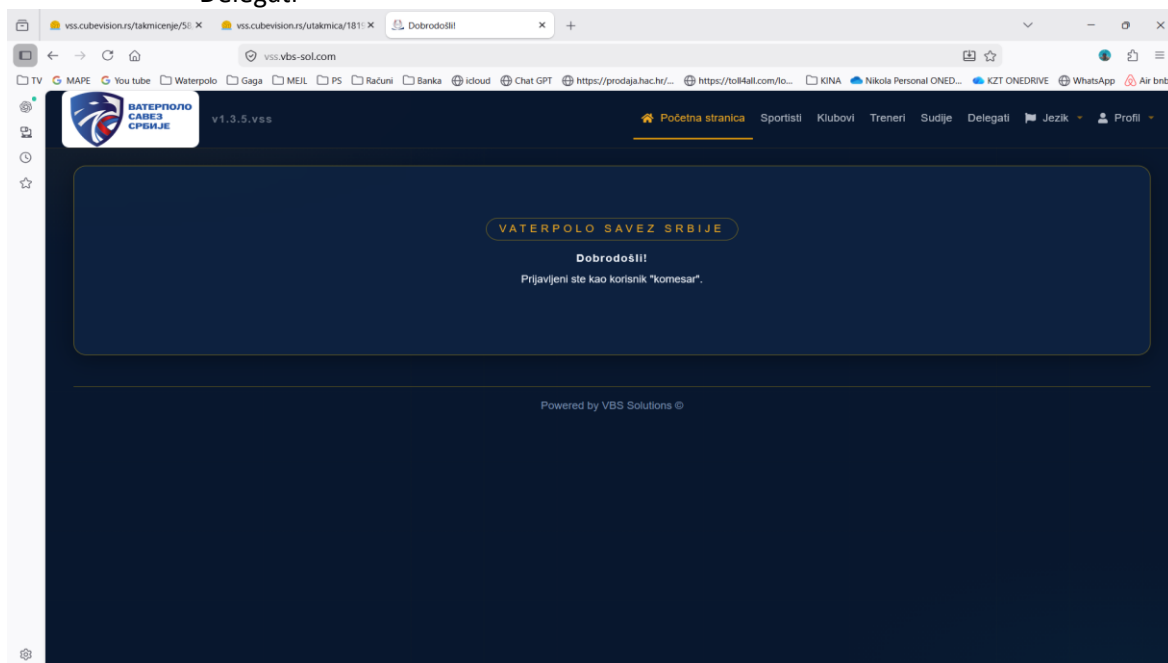 Delegati
vss.cubevision.rs/takmicenje/58
vss.cubevision.rs/utakmica/1819
Dobrodošli!
vss.vbs-sol.com
TV MAPE You tube Waterpolo Gaga MEJL PS Računi Banka icloud Chat GPT https://prodaja.hac.hr/... https://toll4all.com/lo... KINA Nikola Personal ONED... KZT ONEDRIVE WhatsApp Air bnb
ВАТЕРПОЛО
САВЕЗ
СРБИЈЕ
v1.3.5.vss
Početna stranica Sportisti Klubovi Treneri Sudije Delegati Jezik Profil
VATERPOLO SAVEZ SRBIJE
Dobrodošli!
Prijavljeni ste kao korisnik "komesar".
Powered by VBS Solutions ©